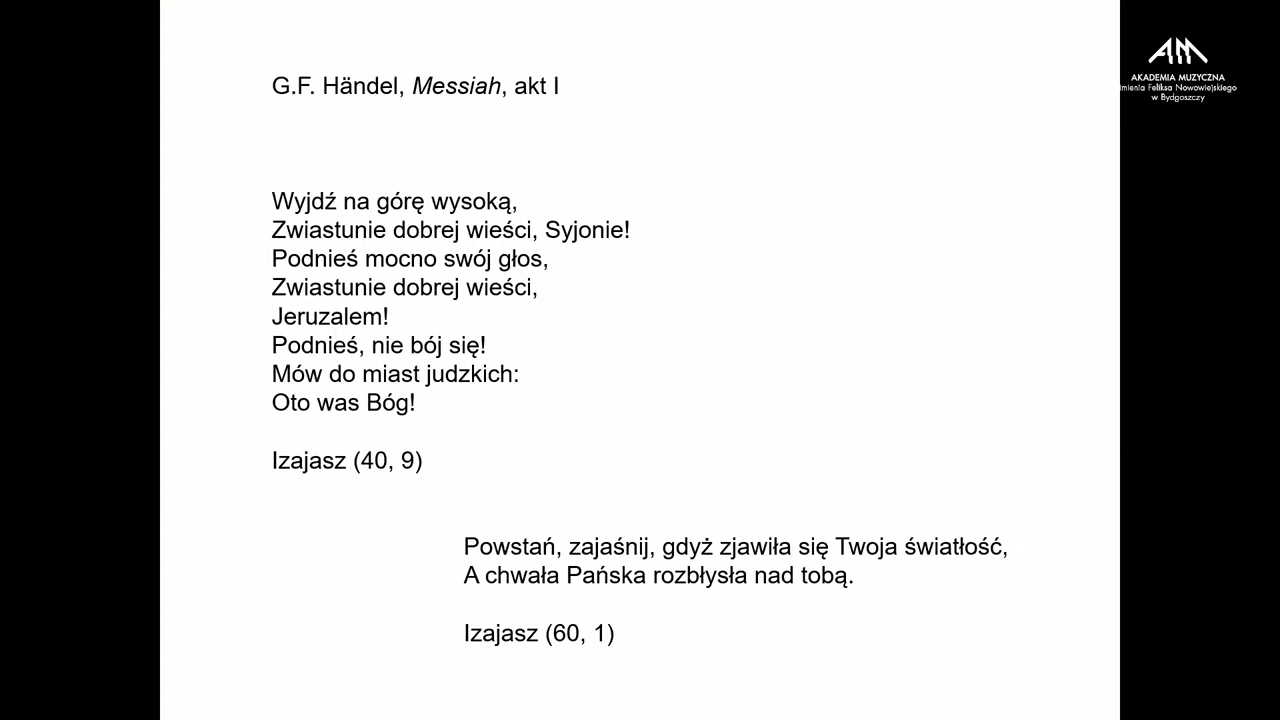 G.F. Händel, Messiah, akt I
Wyjdź na górę wysoką,
Zwiastunie dobrej wieści, Syjonie!
Podnieś mocno swój głos,
Zwiastunie dobrej wieści,
Jeruzalem!
Podnieś, nie bój się!
Mów do miast judzkich:
Oto was Bóg!
Izajasz (40, 9)
Powstań, zajaśnij, gdyż zjawiła się Twoja światłość,
A chwała Pańska rozbłysła nad tobą.
Izajasz (60, 1)
AM
AKADEMIA MUZYCZNA
imienia Feliksa Nowowiejskiego
w Bydgoszczy